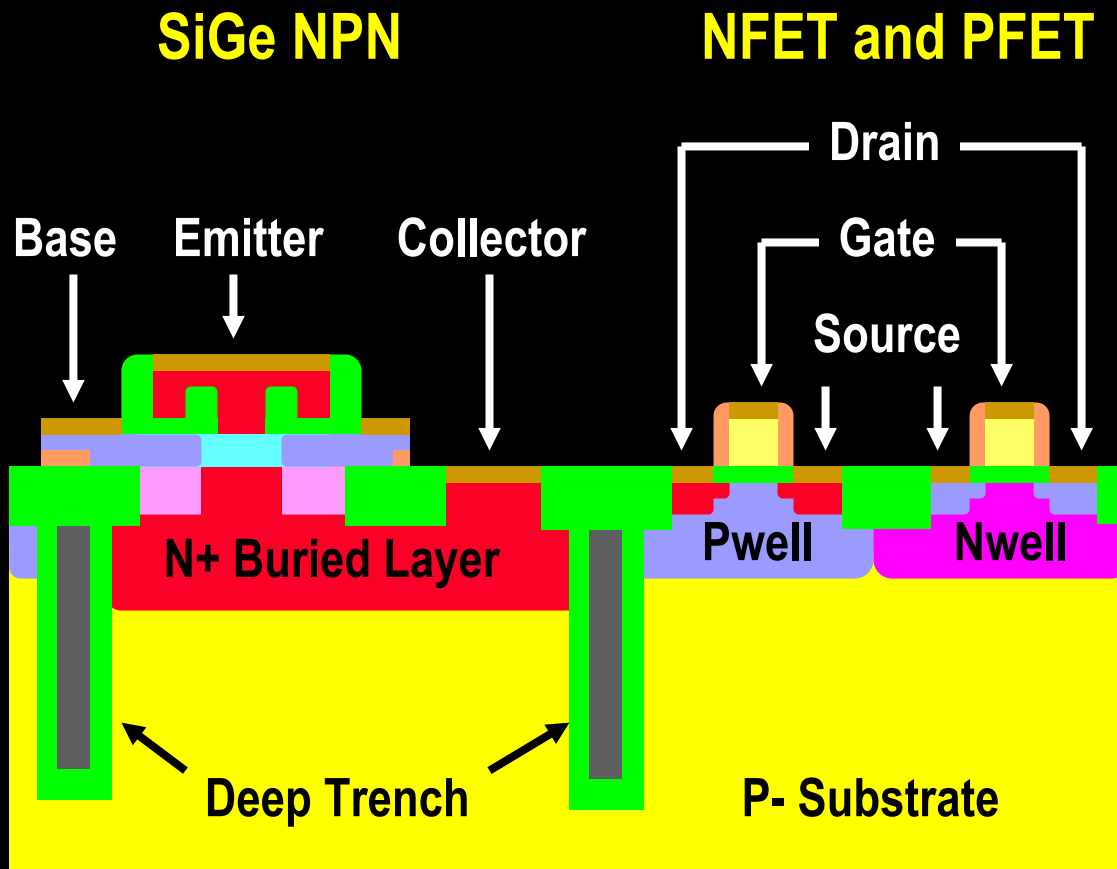 SiGe NPN
NFET and PFET
Drain
Base
Emitter
Collector
Gate
Source
N+ Buried Layer
Pwell
Nwell
Deep Trench
P- Substrate